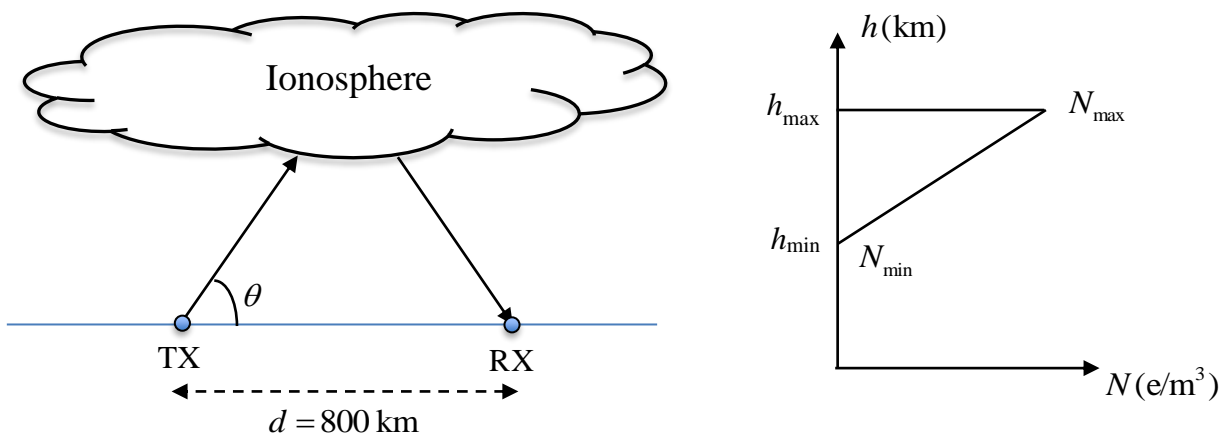 Ionosphere
θ
TX
RX
d = 800 km
h (km)
h_max
N_max
h_min
N_min
N (e/m³)